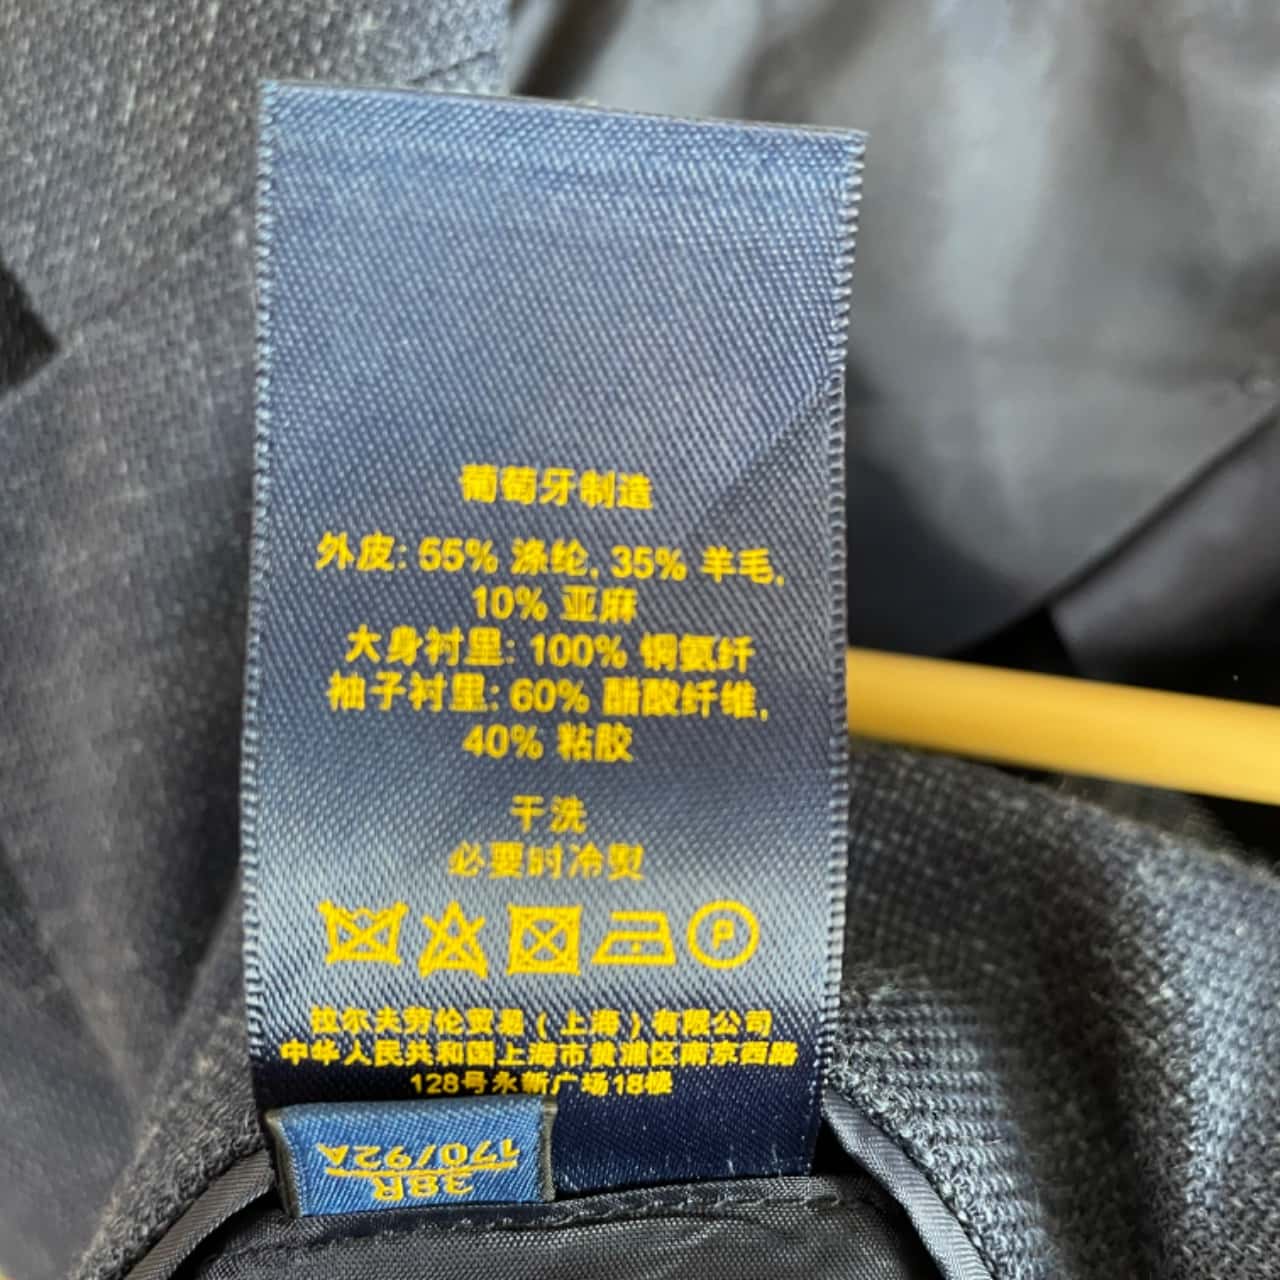 葡萄牙制造
外皮: 55% 涤纶, 35% 羊毛,
10% 亚麻
大身衬里: 100% 铜氨纤
袖子衬里: 60% 醋酸纤维,
40% 粘胶
干洗
必要时冷熨
P
拉尔夫劳伦贸易(上海)有限公司
中华人民共和国上海市黄浦区南京西路
128号永新广场18楼
38R
170/92A